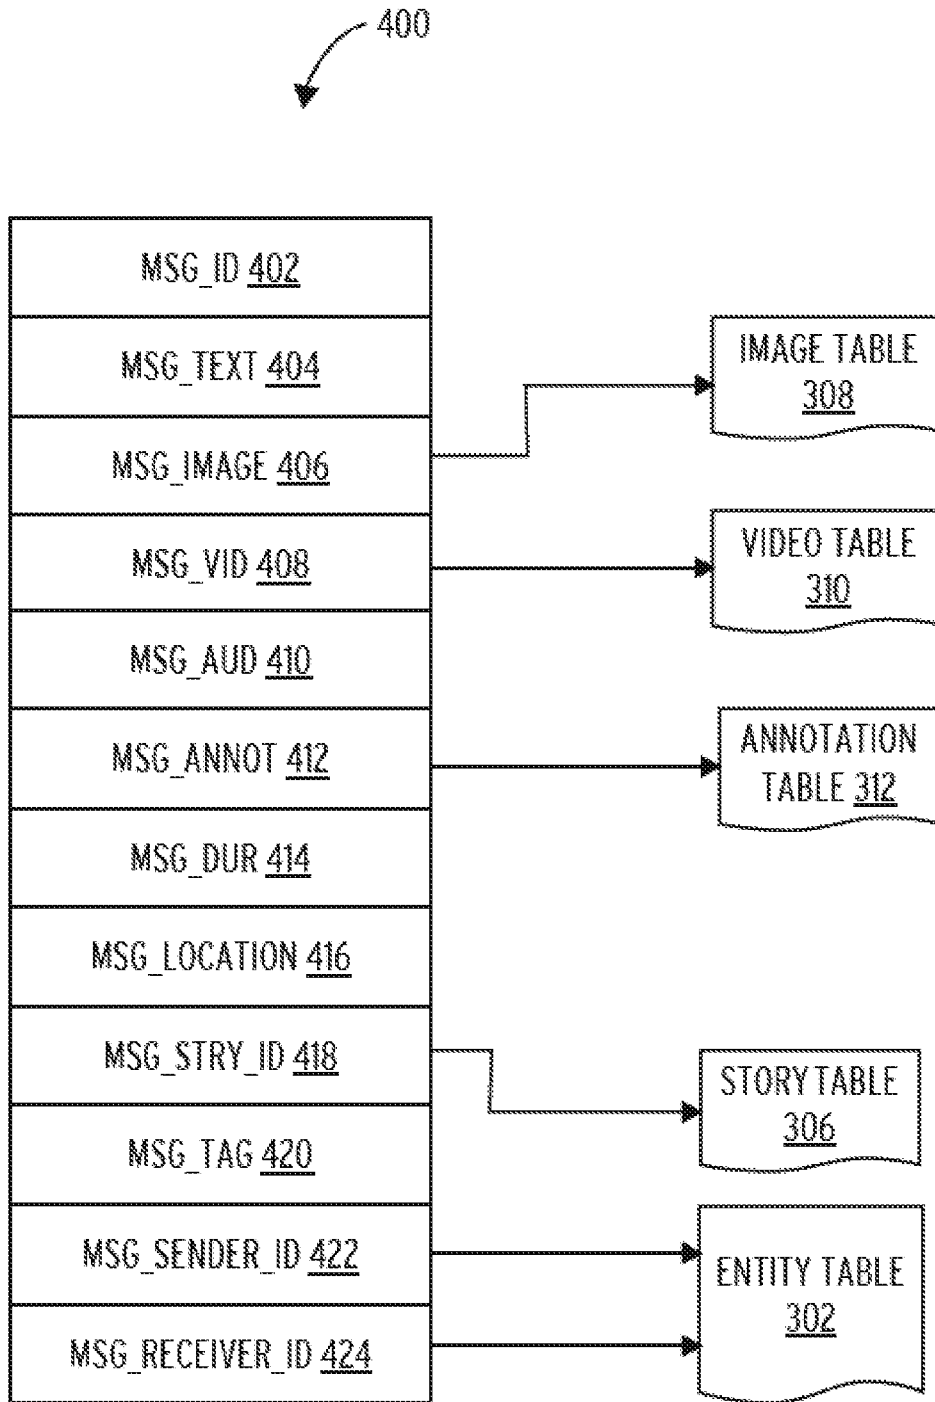 400
MSG_ID 402
MSG_TEXT 404
MSG_IMAGE 406
MSG_VID 408
MSG_AUD 410
MSG_ANNOT 412
MSG_DUR 414
MSG_LOCATION 416
MSG_STRY_ID 418
MSG_TAG 420
MSG_SENDER_ID 422
MSG_RECEIVER_ID 424
IMAGE TABLE
308
VIDEO TABLE
310
ANNOTATION
TABLE 312
STORY TABLE
306
ENTITY TABLE
302